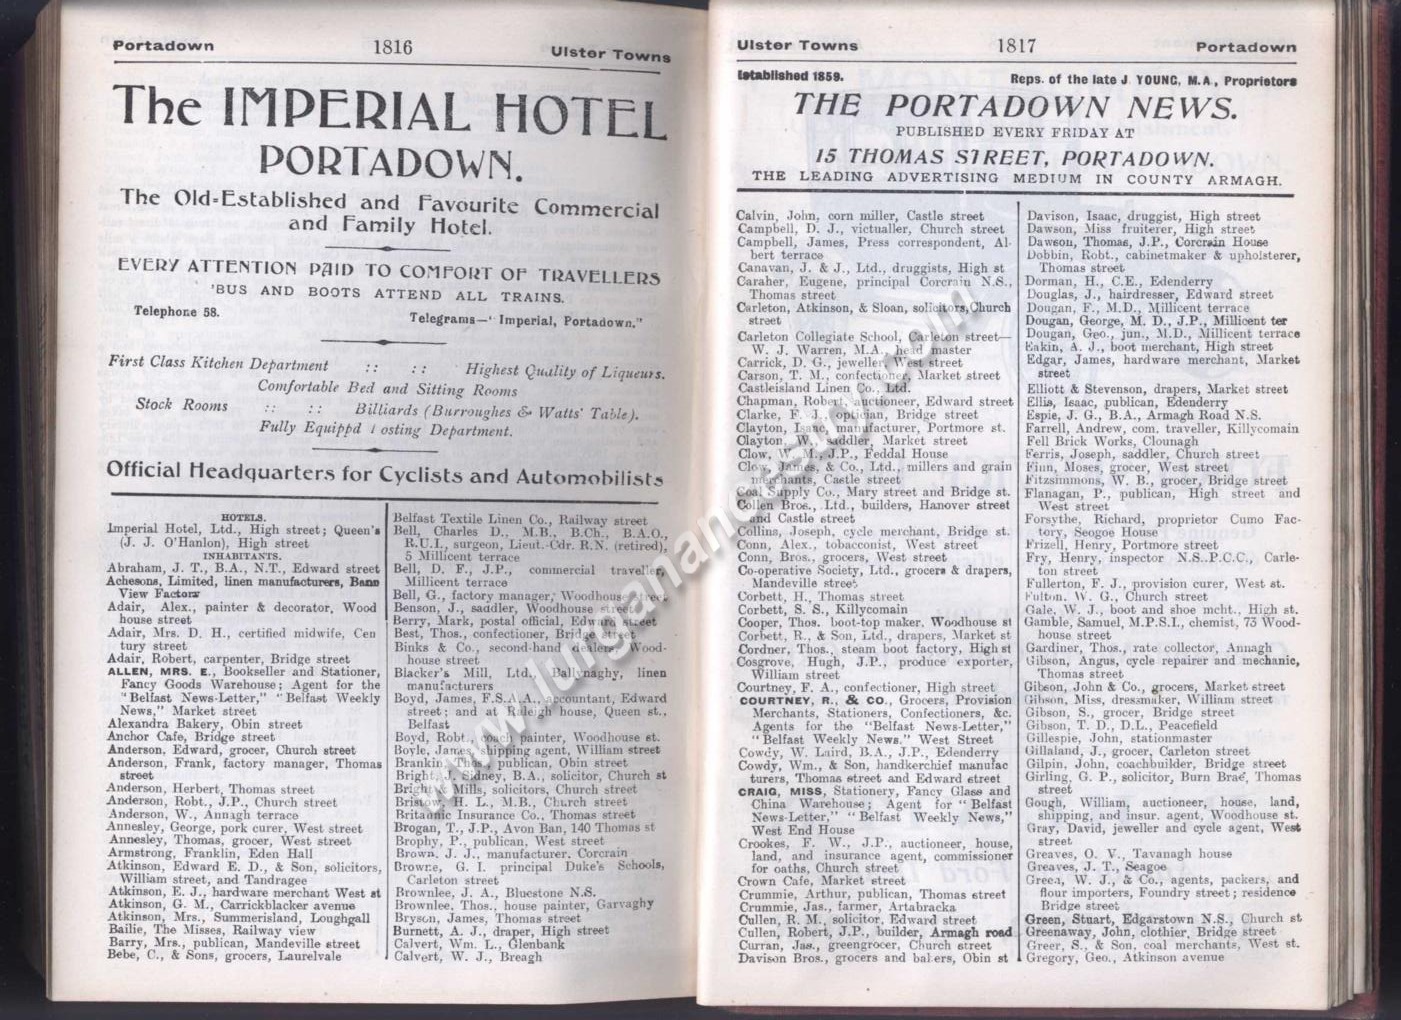 Portadown 1816 Ulster Towns
The IMPERIAL HOTEL
PORTADOWN.
The Old=Established and Favourite Commercial
and Family Hotel.
EVERY ATTENTION PAID TO COMFORT OF TRAVELLERS
'BUS AND BOOTS ATTEND ALL TRAINS.
Telephone 58. Telegrams—"Imperial, Portadown."
First Class Kitchen Department :: :: Highest Quality of Liqueurs.
Comfortable Bed and Sitting Rooms
Stock Rooms :: :: Billiards (Burroughes & Watts' Table).
Fully Equippd Posting Department.
Official Headquarters for Cyclists and Automobilists
HOTELS.
Imperial Hotel, Ltd., High street; Queen's
(J. J. O'Hanlon), High street
INHABITANTS.
Abraham, J. T., B.A., N.T., Edward street
Achesons, Limited, linen manufacturers, Bann
View Factory
Adair, Alex., painter & decorator, Wood
house street
Adair, Mrs. D. H., certified midwife, Cen
tury street
Adair, Robert, carpenter, Bridge street
ALLEN, MRS. E., Bookseller and Stationer,
Fancy Goods Warehouse; Agent for the
"Belfast News-Letter," "Belfast Weekly
News," Market street
Alexandra Bakery, Obin street
Anchor Cafe, Bridge street
Anderson, Edward, grocer, Church street
Anderson, Frank, factory manager, Thomas
street
Anderson, Herbert, Thomas street
Anderson, Robt., J.P., Church street
Anderson, W., Annagh terrace
Annesley, George, pork curer, West street
Annesley, Thomas, grocer, West street
Armstrong, Franklin, Eden Hall
Atkinson, Edward E. D., & Son, solicitors,
William street, and Tandragee
Atkinson, E. J., hardware merchant West st
Atkinson, G. M., Carrickblacker avenue
Atkinson, Mrs., Summerisland, Loughgall
Bailie, The Misses, Railway view
Barry, Mrs., publican, Mandeville street
Bebe, C., & Sons, grocers, Laurelvale
Belfast Textile Linen Co., Railway street
Bell, Charles D., M.B., B.Ch., B.A.O.,
R.U.I., surgeon, Lieut.-Cdr. R.N. (retired),
5 Millicent terrace
Bell, D. F., J.P., commercial traveller,
Millicent terrace
Bell, G., factory manager, Woodhouse street
Benson, J., saddler, Woodhouse street
Berry, Mark, postal official, Edward street
Best, Thos., confectioner, Bridge street
Binks & Co., second-hand dealers, Wood-
house street
Blacker's Mill, Ltd., Ballynaghy, linen
manufacturers
Boyd, James, F.S.A.A., accountant, Edward
street; and at Raleigh house, Queen st.,
Belfast
Boyd, Robt., coach painter, Woodhouse st.
Boyle, James, shipping agent, William street
Brankin, Thos., publican, Obin street
Bright, J. Sidney, B.A., solicitor, Church st
Bright & Mills, solicitors, Church street
Bristow, H. L., M.B., Church street
Britannic Insurance Co., Thomas street
Brogan, T., J.P., Avon Ban, 140 Thomas st
Brophy, P., publican, West street
Brown, J. J., manufacturer, Corcrain
Browne, G. I. principal Duke's Schools,
Carleton street
Brownlee, J. A., Bluestone N.S.
Brownlee, Thos., house painter, Garvaghy
Bryson, James, Thomas street
Burnett, A. J., draper, High street
Calvert, Wm. L., Glenbank
Calvert, W. J., Breagh
Ulster Towns 1817 Portadown
Established 1859. Reps. of the late J. YOUNG, M.A., Proprietors
THE PORTADOWN NEWS.
PUBLISHED EVERY FRIDAY AT
15 THOMAS STREET, PORTADOWN.
THE LEADING ADVERTISING MEDIUM IN COUNTY ARMAGH.
Calvin, John, corn miller, Castle street
Campbell, D. J., victualler, Church street
Campbell, James, Press correspondent, Al-
bert terrace
Canavan, J. & J., Ltd., druggists, High st
Caraher, Eugene, principal Corcrain N.S.,
Thomas street
Carleton, Atkinson, & Sloan, solicitors, Church
street
Carleton Collegiate School, Carleton street—
W. J. Warren, M.A., head master
Carrick, D. G., jeweller, West street
Carson, T. M., confectioner, Market street
Castleisland Linen Co., Ltd.
Chapman, Robert, auctioneer, Edward street
Clarke, F. J., optician, Bridge street
Clayton, Isaac, manufacturer, Portmore st.
Clayton, W., saddler, Market street
Clow, W. M., J.P., Feddal House
Clow, James, & Co., Ltd., millers and grain
merchants, Castle street
Coal Supply Co., Mary street and Bridge st.
Collen Bros., Ltd., builders, Hanover street
and Castle street
Collins, Joseph, cycle merchant, Bridge st.
Conn, Alex., tobacconist, West street
Conn, Bros., grocers, West street
Co-operative Society, Ltd., grocers & drapers,
Mandeville street
Corbett, H., Thomas street
Corbett, S. S., Killycomain
Cooper, Thos. boot-top maker, Woodhouse st
Corbett, R., & Son, Ltd., drapers, Market st
Cordner, Thos., steam boot factory, High st
Cosgrove, Hugh, J.P., produce exporter,
William street
Courtney, F. A., confectioner, High street
COURTNEY, R., & CO., Grocers, Provision
Merchants, Stationers, Confectioners, &c.
Agents for the "Belfast News-Letter,"
"Belfast Weekly News." West Street
Cowdy, W. Laird, B.A., J.P., Edenderry
Cowdy, Wm., & Son, handkerchief manufac
turers, Thomas street and Edward street
CRAIG, MISS, Stationery, Fancy Glass and
China Warehouse; Agent for "Belfast
News-Letter," "Belfast Weekly News,"
West End House
Crookes, F. W., J.P., auctioneer, house,
land, and insurance agent, commissioner
for oaths, Church street
Crown Cafe, Market street
Crummie, Arthur, publican, Thomas street
Crummie, Jas., farmer, Artabracka
Cullen, R. M., solicitor, Edward street
Cullen, Robert, J.P., builder, Armagh road
Curran, Jas., greengrocer, Church street
Davison Bros., grocers and bakers, Obin st
Davison, Isaac, druggist, High street
Dawson, Miss fruiterer, High street
Dawson, Thomas, J.P., Corcrain House
Dobbin, Robt., cabinetmaker & upholsterer,
Thomas street
Dorman, H., C.E., Edenderry
Douglas, J., hairdresser, Edward street
Dougan, F., M.D., Millicent terrace
Dougan, George, M. D., J.P., Millicent ter
Dougan, Geo., jun., M.D., Millicent terrace
Eakin, A. J., boot merchant, High street
Edgar, James, hardware merchant, Market
street
Elliott & Stevenson, drapers, Market street
Ellis, Isaac, publican, Edenderry
Espie, J. G., B.A., Armagh Road N.S.
Farrell, Andrew, com. traveller, Killycomain
Fell Brick Works, Clounagh
Ferris, Joseph, saddler, Church street
Finn, Moses, grocer, West street
Fitzsimmons, W. B., grocer, Bridge street
Flanagan, P., publican, High street and
West street
Forsythe, Richard, proprietor Cumo Fac-
tory, Seogoe House
Frizell, Henry, Portmore street
Fry, Henry, inspector N.S..P.C.C., Carle-
ton street
Fullerton, F. J., provision curer, West st.
Fulton, W. G., Church street
Gale, W. J., boot and shoe mcht., High st.
Gamble, Samuel, M.P.S.I., chemist, 73 Wood-
house street
Gardiner, Thos., rate collector, Annagh
Gibson, Angus, cycle repairer and mechanic,
Thomas street
Gibson, John & Co., grocers, Market street
Gibson, Miss, dressmaker, William street
Gibson, S., grocer, Bridge street
Gibson, T. D., D.L., Peacefield
Gillespie, John, stationmaster
Gillaland, J., grocer, Carleton street
Gilpin, John, coachbuilder, Bridge street
Girling, G. P., solicitor, Burn Brae, Thomas
street
Gough, William, auctioneer, house, land,
shipping, and insur. agent, Woodhouse st.
Gray, David, jeweller and cycle agent, West
street
Greaves, O. V., Tavanagh house
Greaves, J. T., Seagoe
Green, W. J., & Co., agents, packers, and
flour importers, Foundry street; residence
Bridge street
Green, Stuart, Edgarstown N.S., Church st
Greenaway, John, clothier, Bridge street
Greer, S., & Son, coal merchants, West st.
Gregory, Geo., Atkinson avenue
www.lurganancestry.com